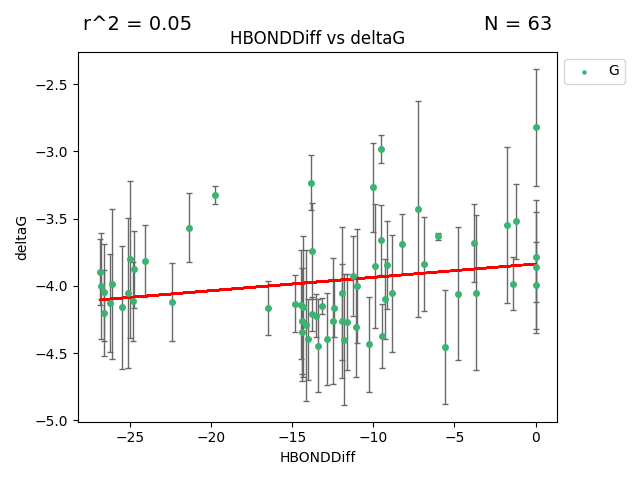 r^2 = 0.05
N = 63
HBONDDiff vs deltaG
G
deltaG
−2.5
−3.0
−3.5
−4.0
−4.5
−5.0
−25
−20
−15
−10
−5
0
HBONDDiff